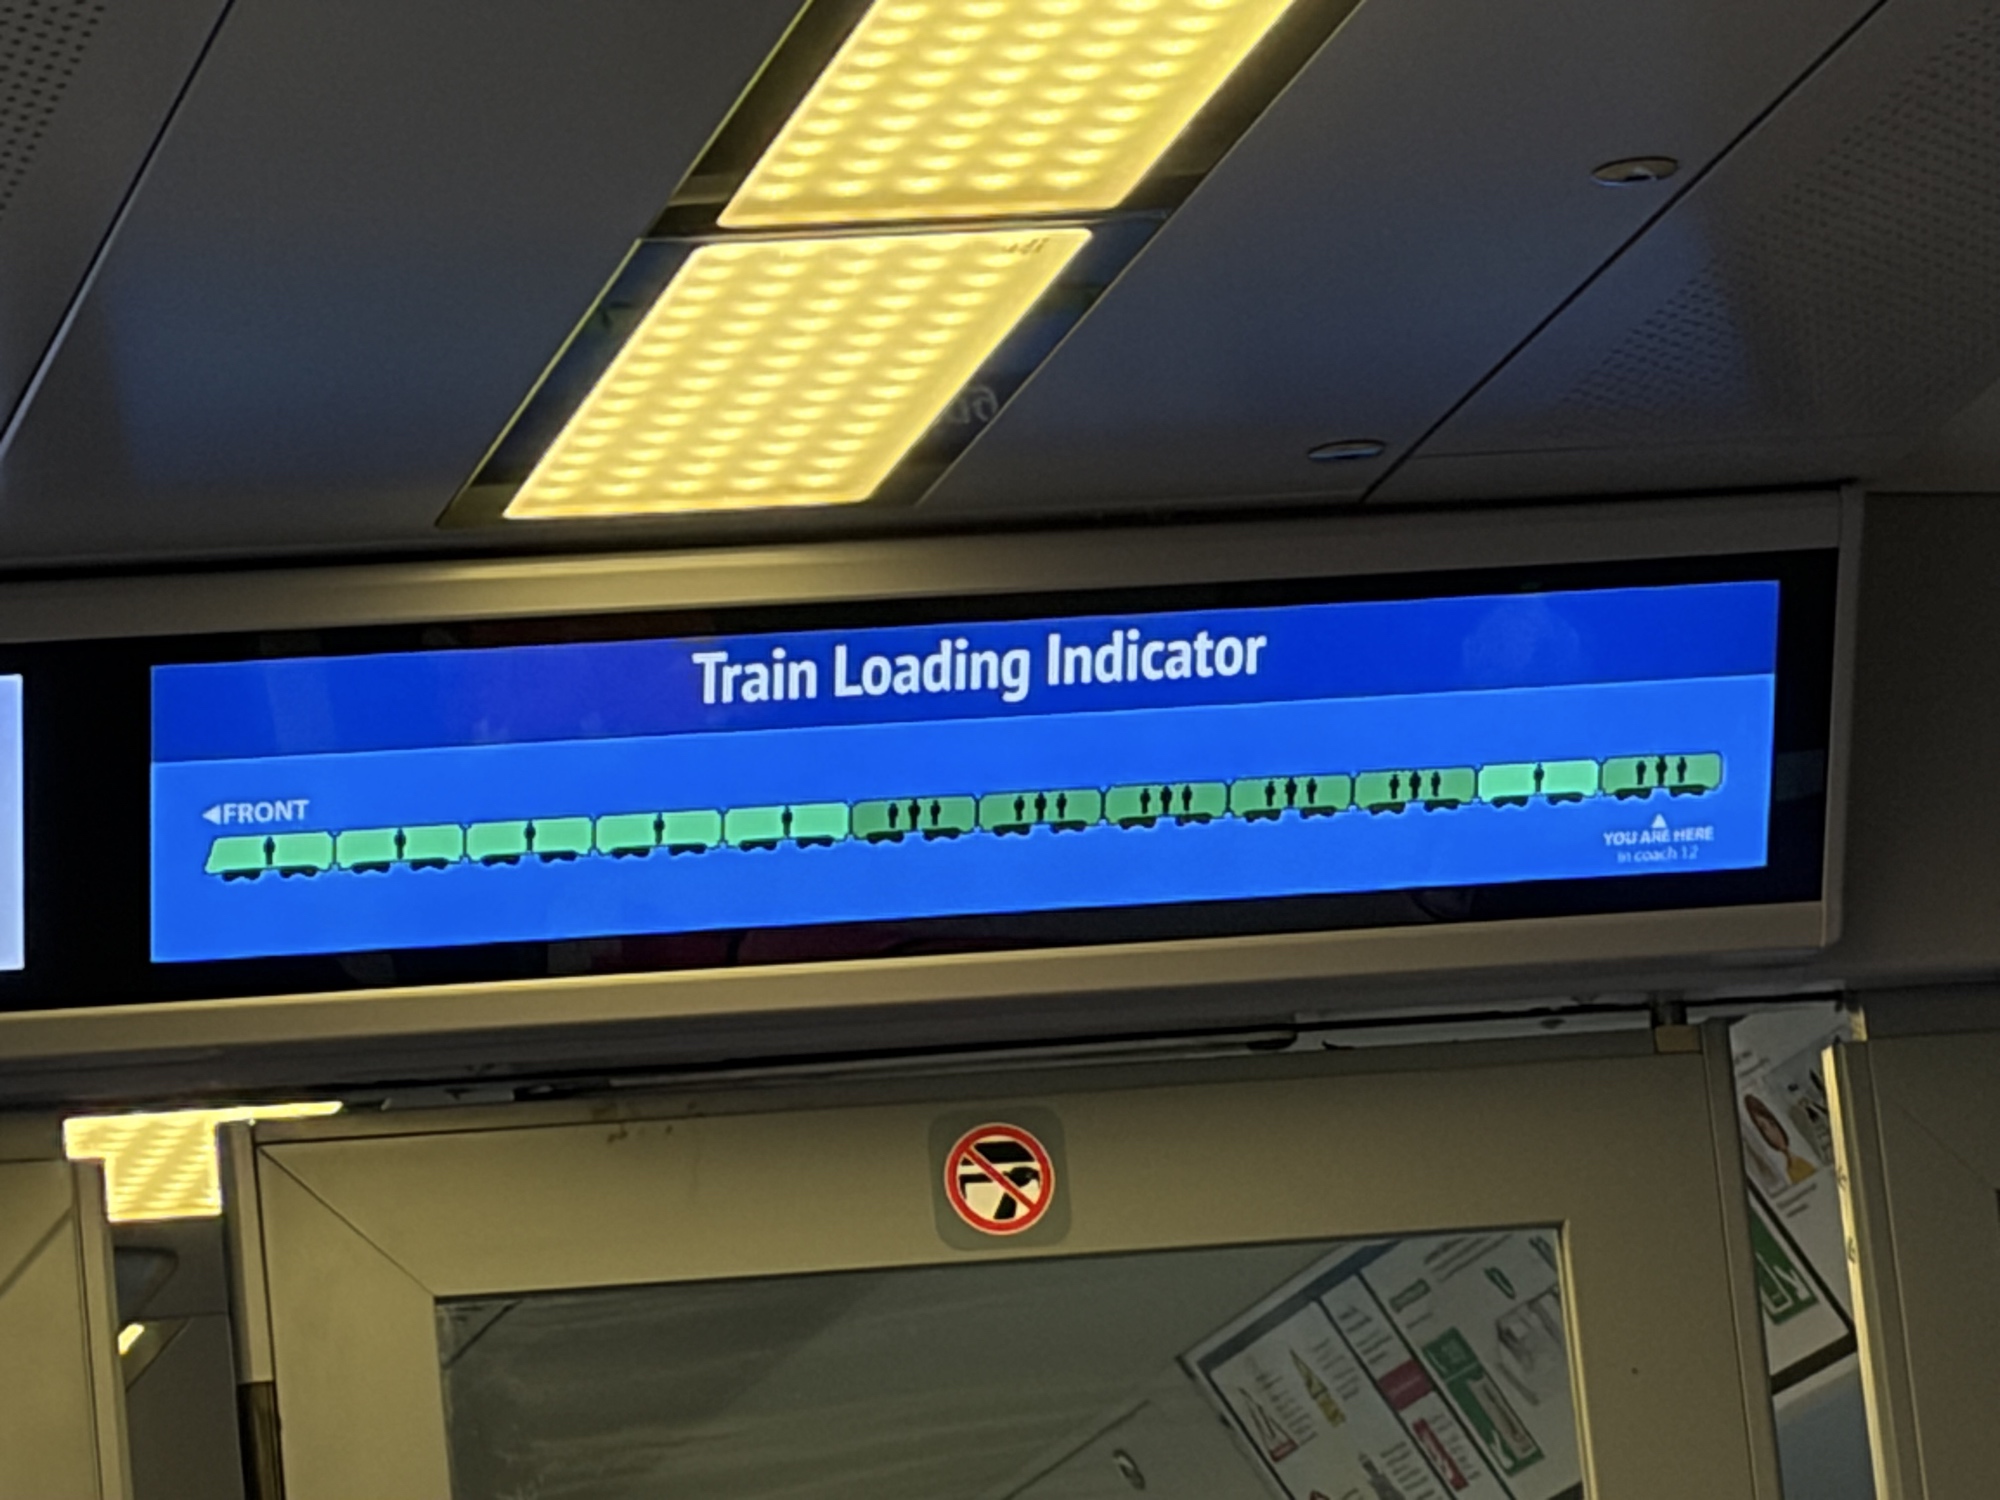 Train Loading Indicator
◀FRONT
YOU ARE HERE
in coach 12